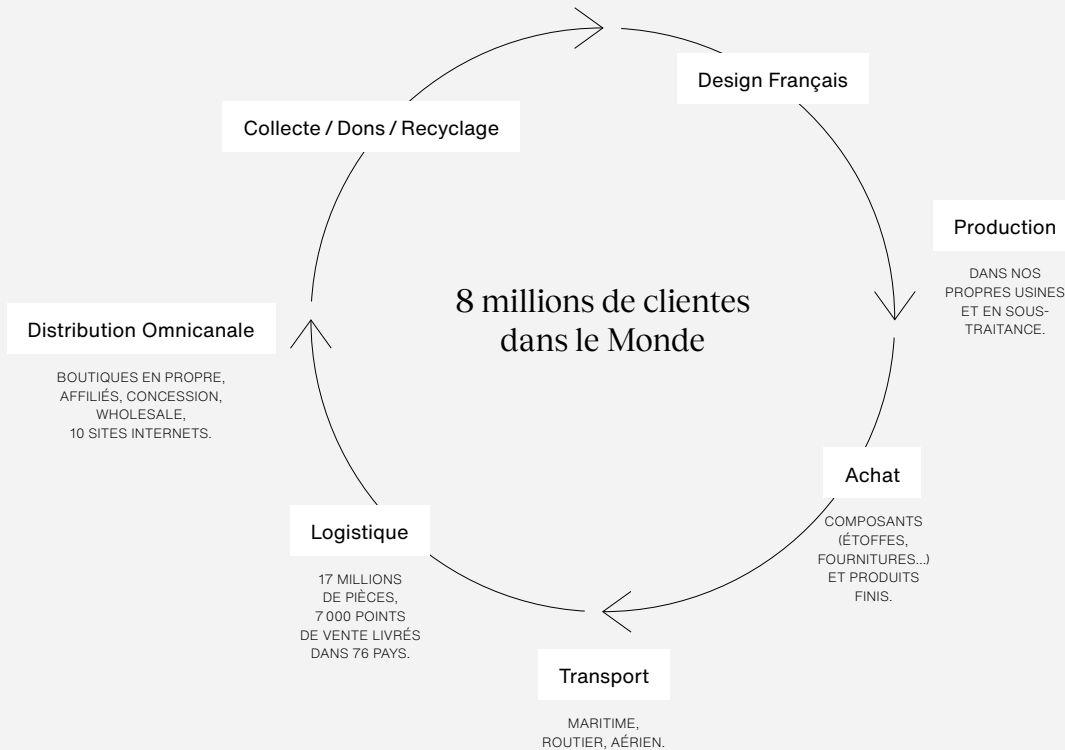 Design Français
Collecte / Dons / Recyclage
Production
DANS NOS
PROPRES USINES
ET EN SOUS-
TRAITANCE.
8 millions de clientes
dans le Monde
Distribution Omnicanale
BOUTIQUES EN PROPRE,
AFFILIÉS, CONCESSION,
WHOLESALE,
10 SITES INTERNETS.
Achat
COMPOSANTS
(ÉTOFFES,
FOURNITURES...)
ET PRODUITS
FINIS.
Logistique
17 MILLIONS
DE PIÈCES,
7 000 POINTS
DE VENTE LIVRÉS
DANS 76 PAYS.
Transport
MARITIME,
ROUTIER, AÉRIEN.